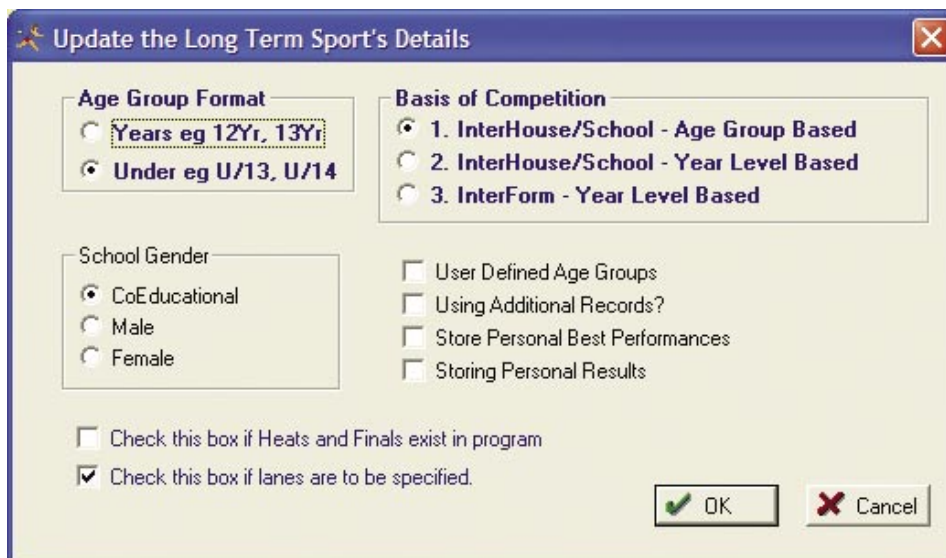 Update the Long Term Sport's Details
Age Group Format
Years eg 12Yr, 13Yr
Under eg U/13, U/14
Basis of Competition
1. InterHouse/School - Age Group Based
2. InterHouse/School - Year Level Based
3. InterForm - Year Level Based
School Gender
CoEducational
Male
Female
User Defined Age Groups
Using Additional Records?
Store Personal Best Performances
Storing Personal Results
Check this box if Heats and Finals exist in program
Check this box if lanes are to be specified.
OK
Cancel